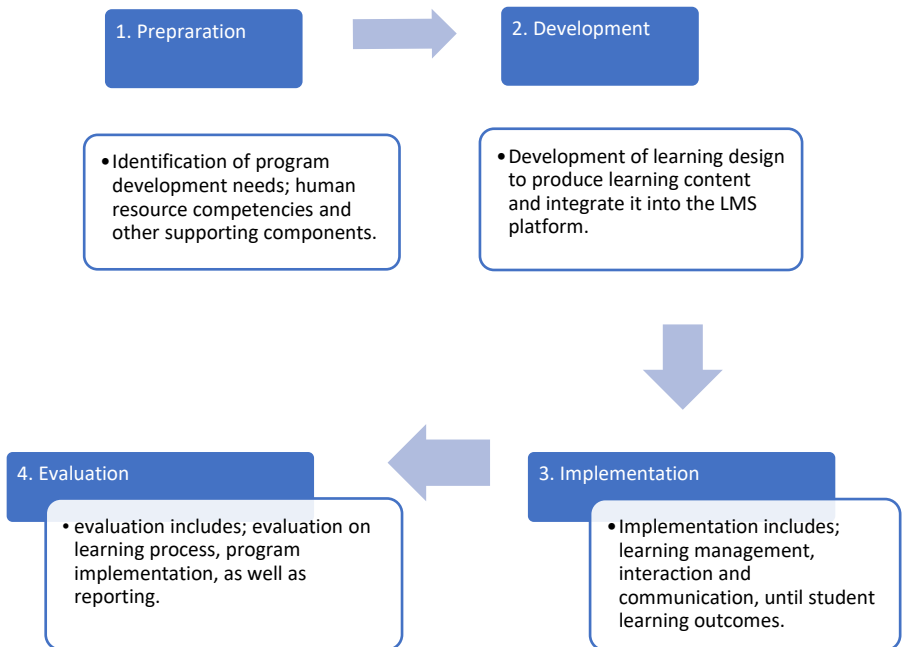 1. Prepraration
• Identification of program
development needs; human
resource competencies and
other supporting components.
2. Development
• Development of learning design
to produce learning content
and integrate it into the LMS
platform.
3. Implementation
• Implementation includes;
learning management,
interaction and
communication, until student
learning outcomes.
4. Evaluation
• evaluation includes; evaluation on
learning process, program
implementation, as well as
reporting.